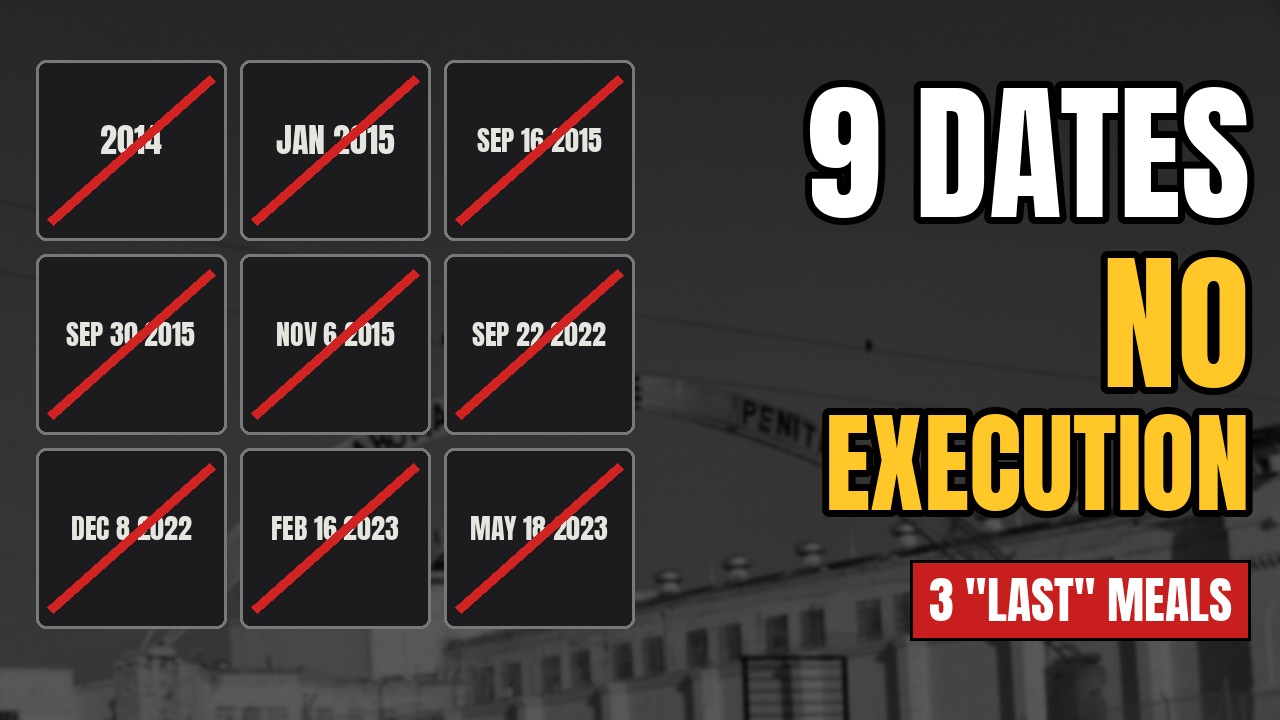 2014
JAN 2015
SEP 16 2015
SEP 30 2015
NOV 6 2015
SEP 22 2022
DEC 8 2022
FEB 16 2023
MAY 18 2023
9 DATES
NO
EXECUTION
3 "LAST" MEALS